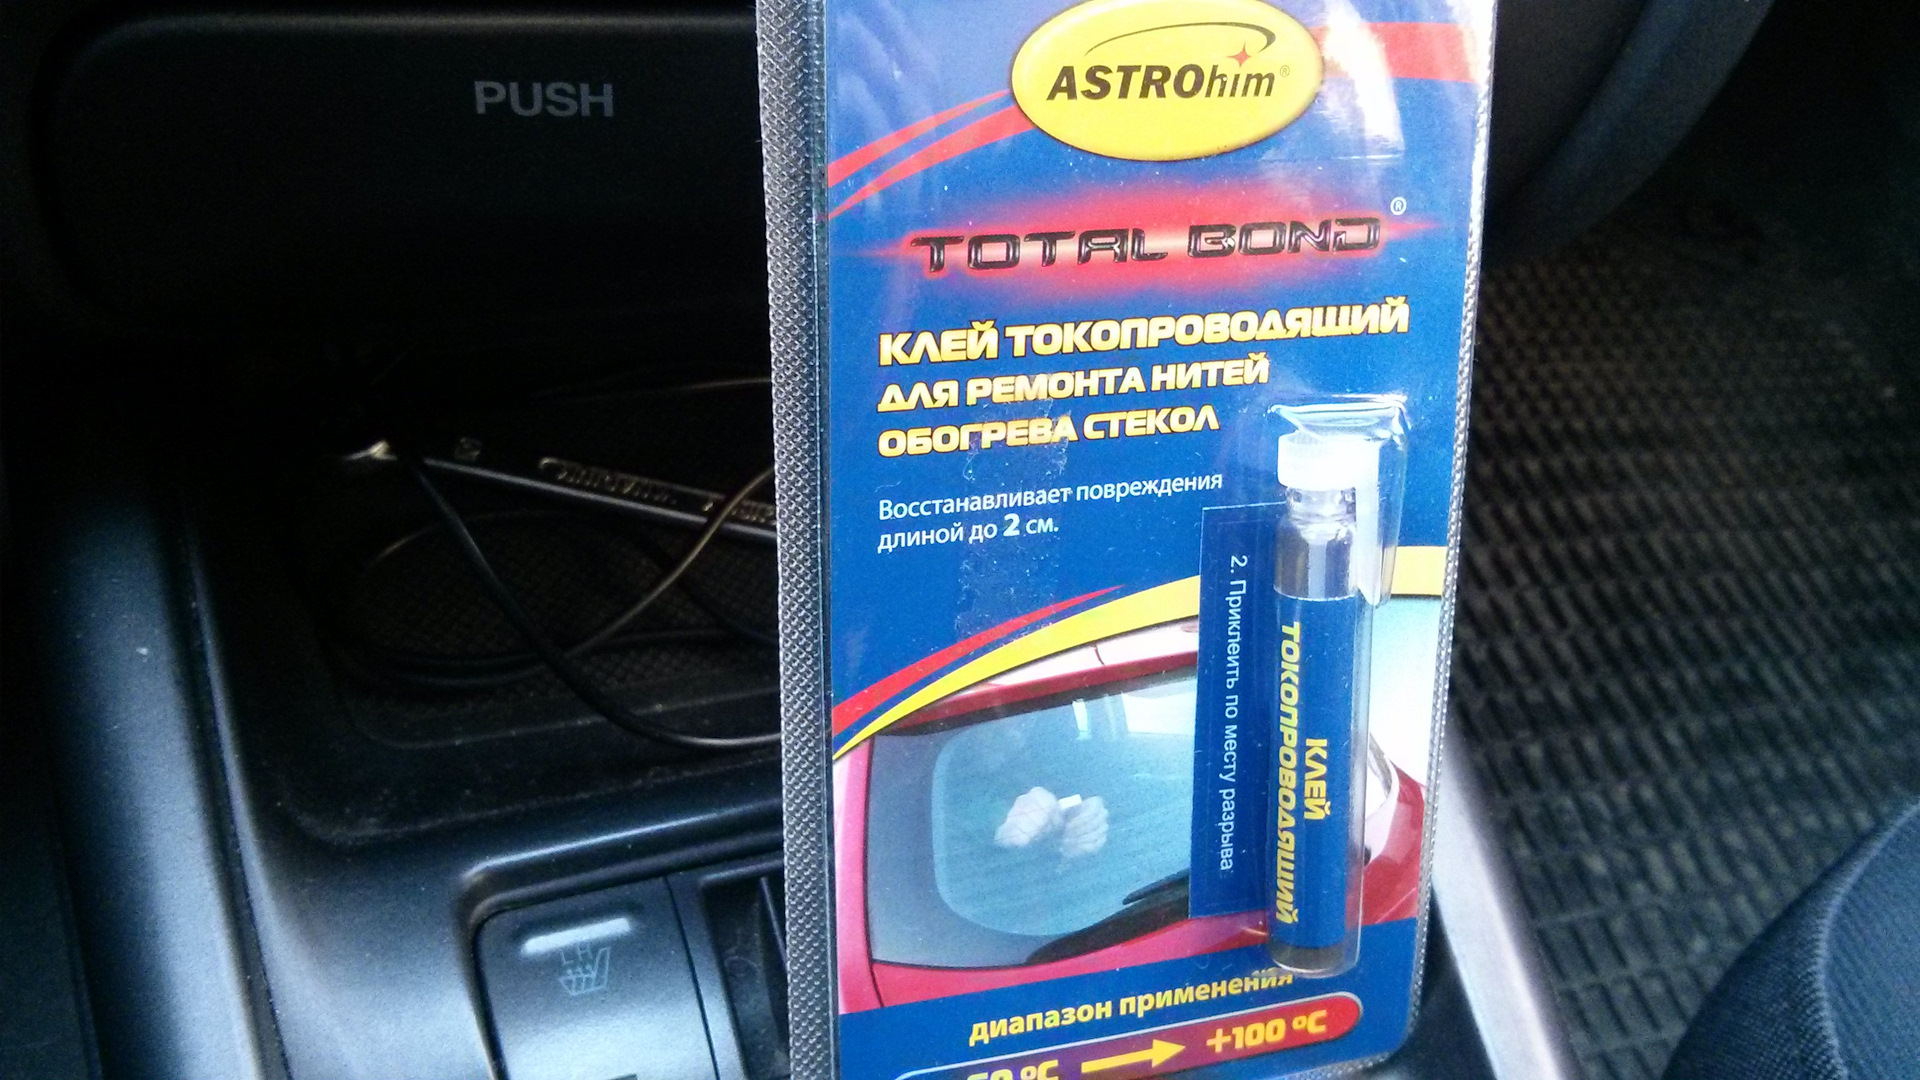 PUSH
ASTROhim®
TOTAL BOND®
КЛЕЙ ТОКОПРОВОДЯЩИЙ
ДЛЯ РЕМОНТА НИТЕЙ
ОБОГРЕВА СТЕКОЛ
Восстанавливает повреждения
длиной до 2 см.
2. Приклеить по месту разрыва
КЛЕЙ
ТОКОПРОВОДЯЩИЙ
диапазон применения
+100 ºC